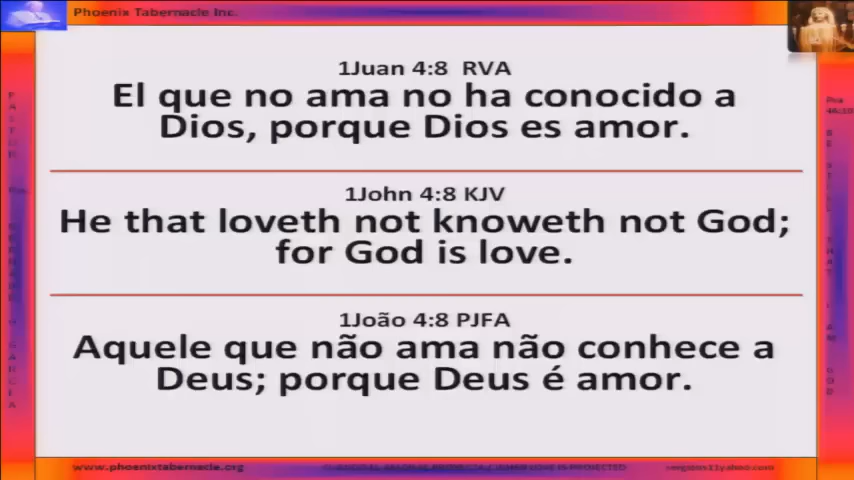 Phoenix Tabernacle Inc.
1Juan 4:8 RVA
El que no ama no ha conocido a
Dios, porque Dios es amor.
1John 4:8 KJV
He that loveth not knoweth not God;
for God is love.
1João 4:8 PJFA
Aquele que não ama não conhece a
Deus; porque Deus é amor.
www.phoenixtabernacle.org